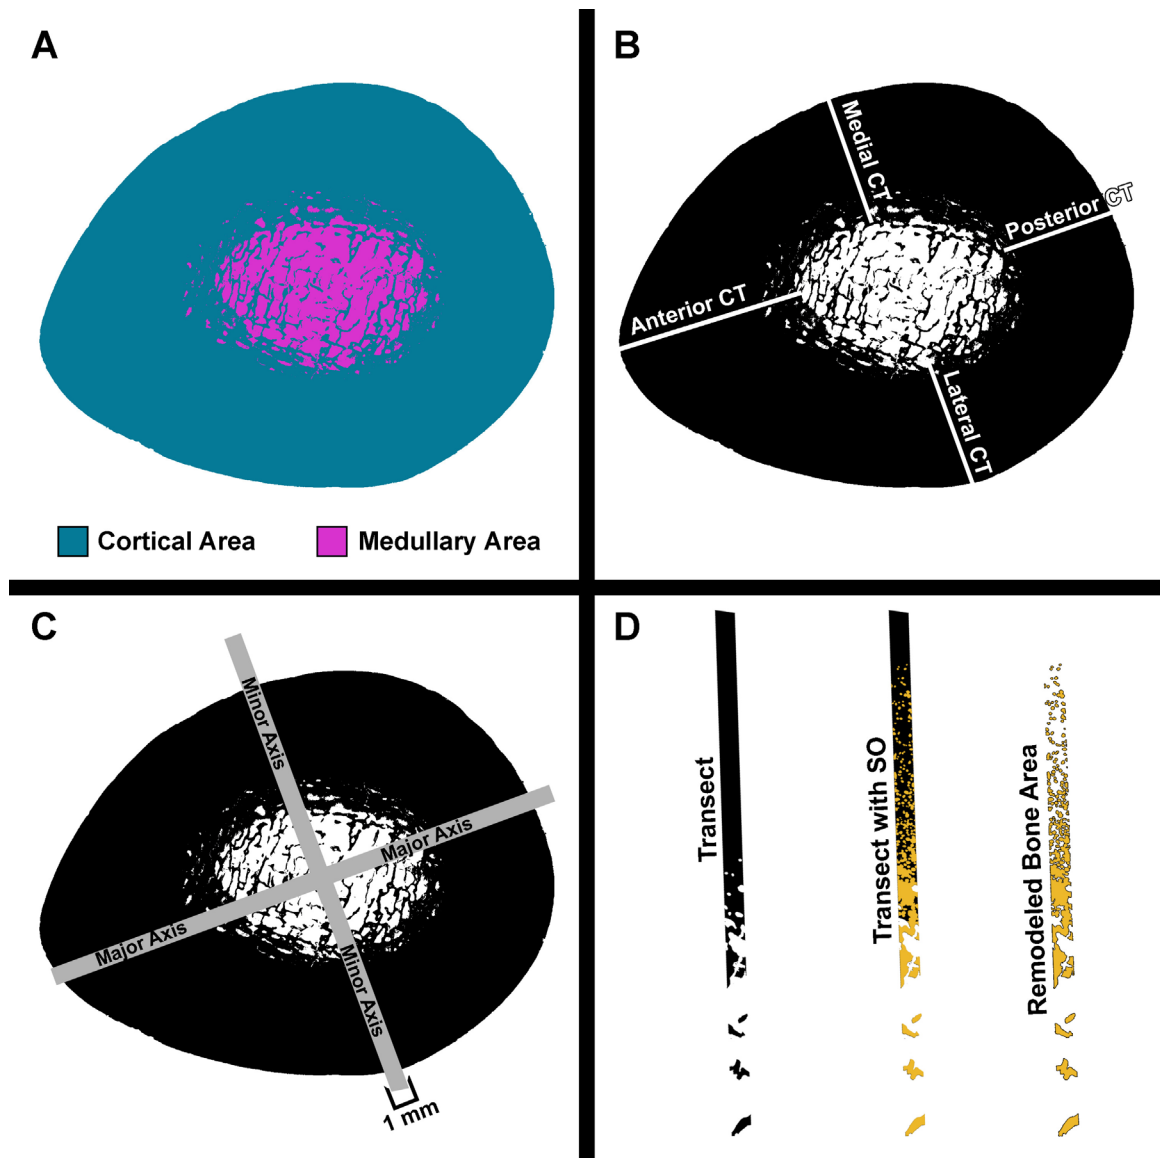 A
Cortical Area
Medullary Area
B
Medial CT
Posterior CT
Anterior CT
Lateral CT
C
Minor Axis
Major Axis
Major Axis
Minor Axis
1 mm
D
Transect
Transect with SO
Remodeled Bone Area